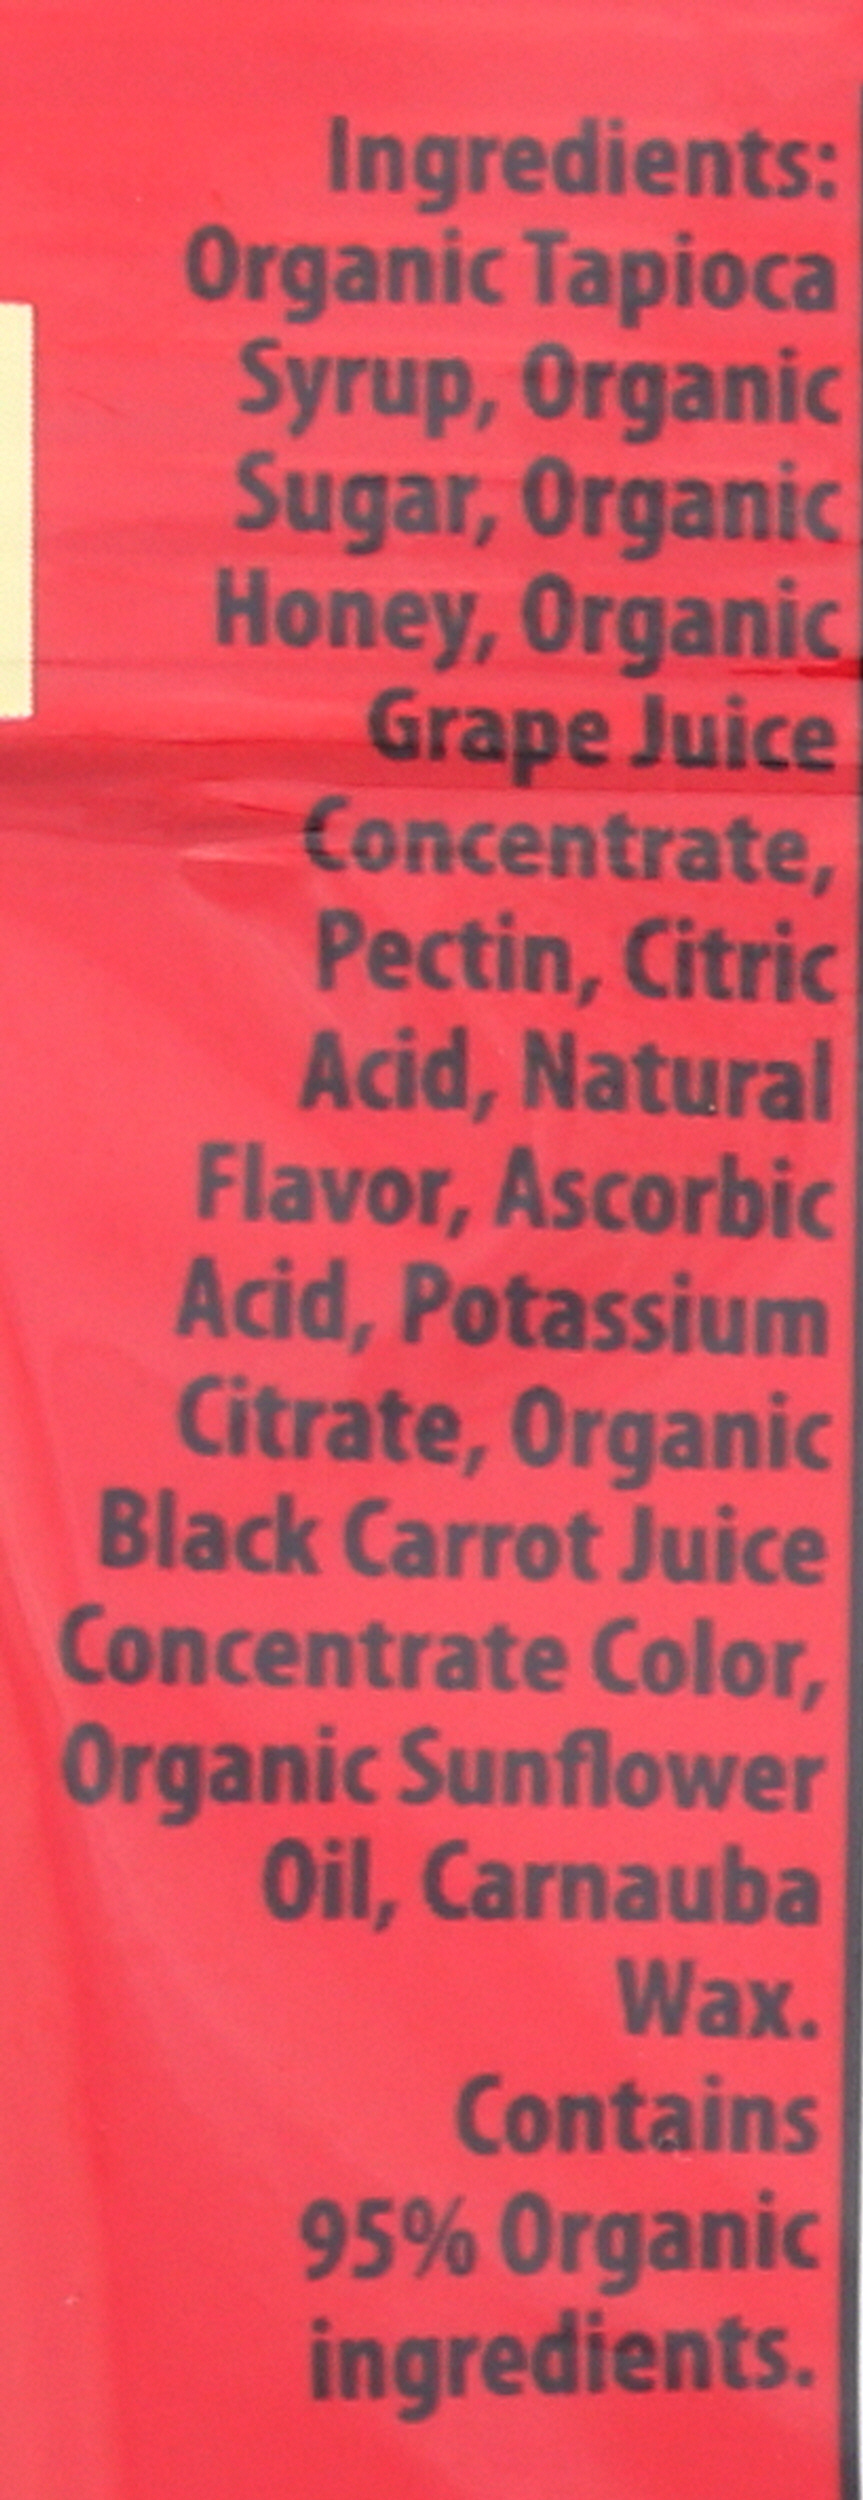 Ingredients:
Organic Tapioca
Syrup, Organic
Sugar, Organic
Honey, Organic
Grape Juice
Concentrate,
Pectin, Citric
Acid, Natural
Flavor, Ascorbic
Acid, Potassium
Citrate, Organic
Black Carrot Juice
Concentrate Color,
Organic Sunflower
Oil, Carnauba
Wax.
Contains
95% Organic
ingredients.